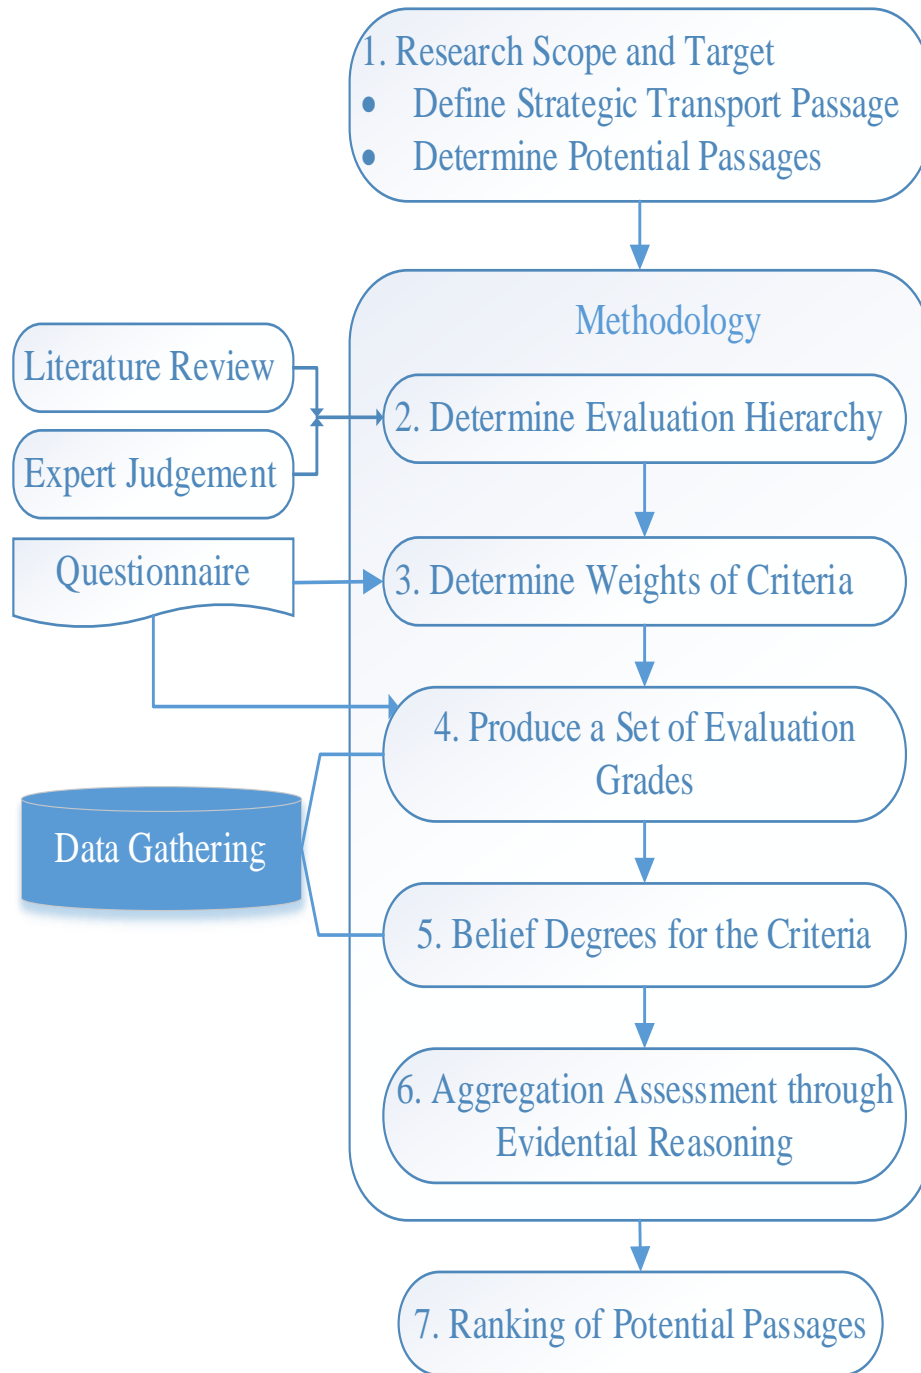 1. Research Scope and Target
• Define Strategic Transport Passage
• Determine Potential Passages
Methodology
Literature Review
Expert Judgement
2. Determine Evaluation Hierarchy
Questionnaire
3. Determine Weights of Criteria
4. Produce a Set of Evaluation
Grades
Data Gathering
5. Belief Degrees for the Criteria
6. Aggregation Assessment through
Evidential Reasoning
7. Ranking of Potential Passages